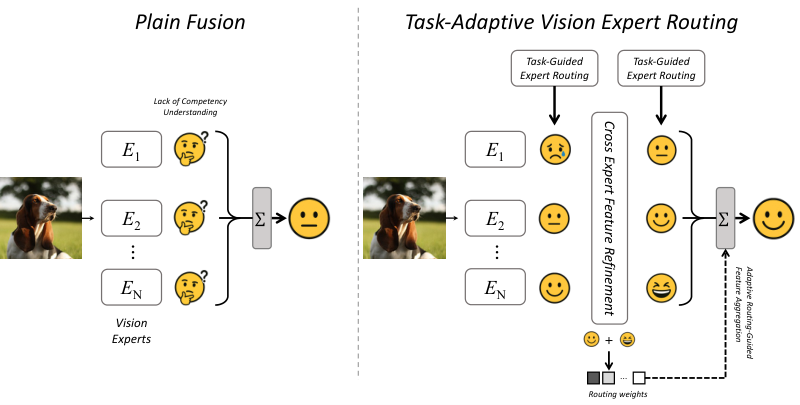 Plain Fusion
Lack of Competency
Understanding
E1
?
E2
?
⋮
EN
?
Vision
Experts
Σ
Task-Adaptive Vision Expert Routing
Task-Guided
Expert Routing
Task-Guided
Expert Routing
E1
E2
⋮
EN
Cross Expert Feature Refinement
+
...
Routing weights
Σ
Adaptive Routing-Guided
Feature Aggregation